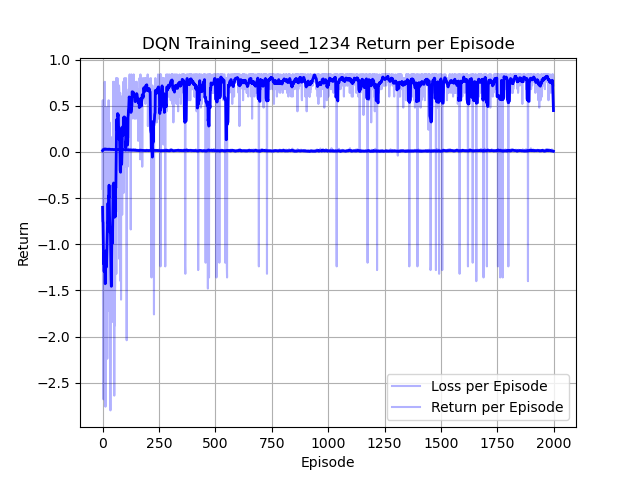 DQN Training_seed_1234 Return per Episode
1.0
0.5
0.0
−0.5
−1.0
−1.5
−2.0
−2.5
Return
Loss per Episode
Return per Episode
0 250 500 750 1000 1250 1500 1750 2000
Episode